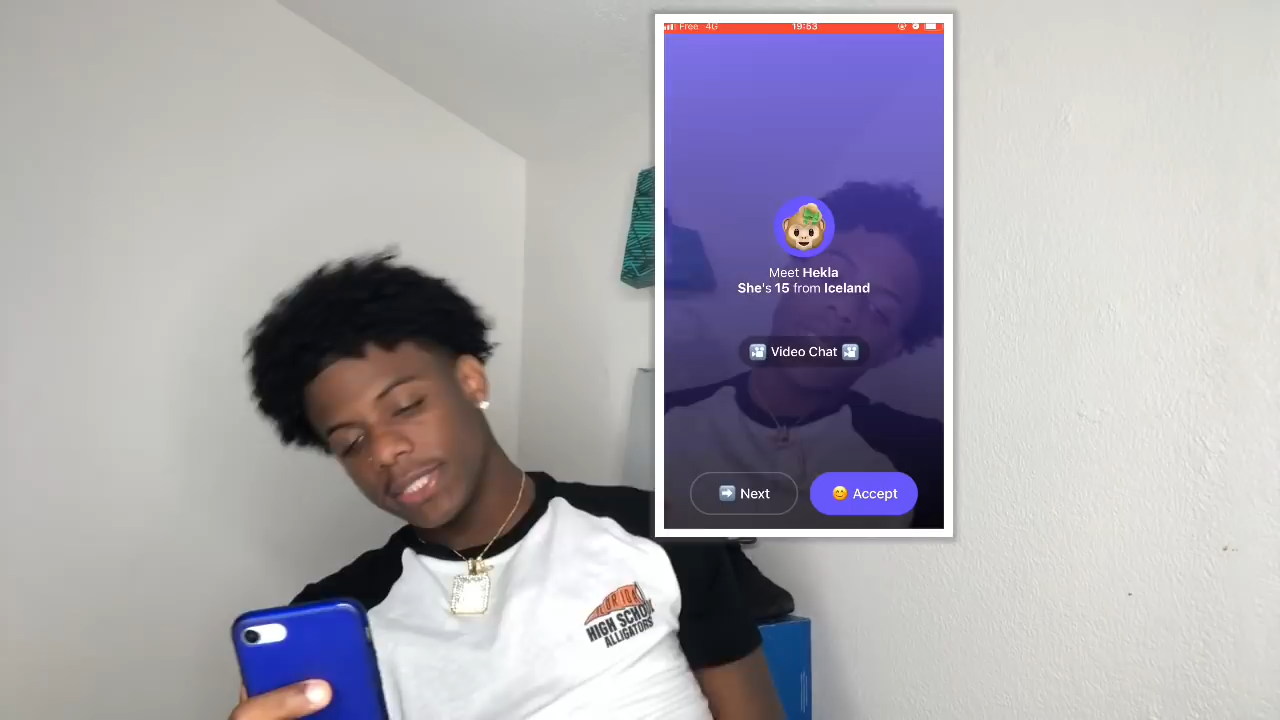 Free 4G 19:53
Meet Hekla
She's 15 from Iceland
Video Chat
Next
Accept
HIGH SCHOOL
ALLIGATORS